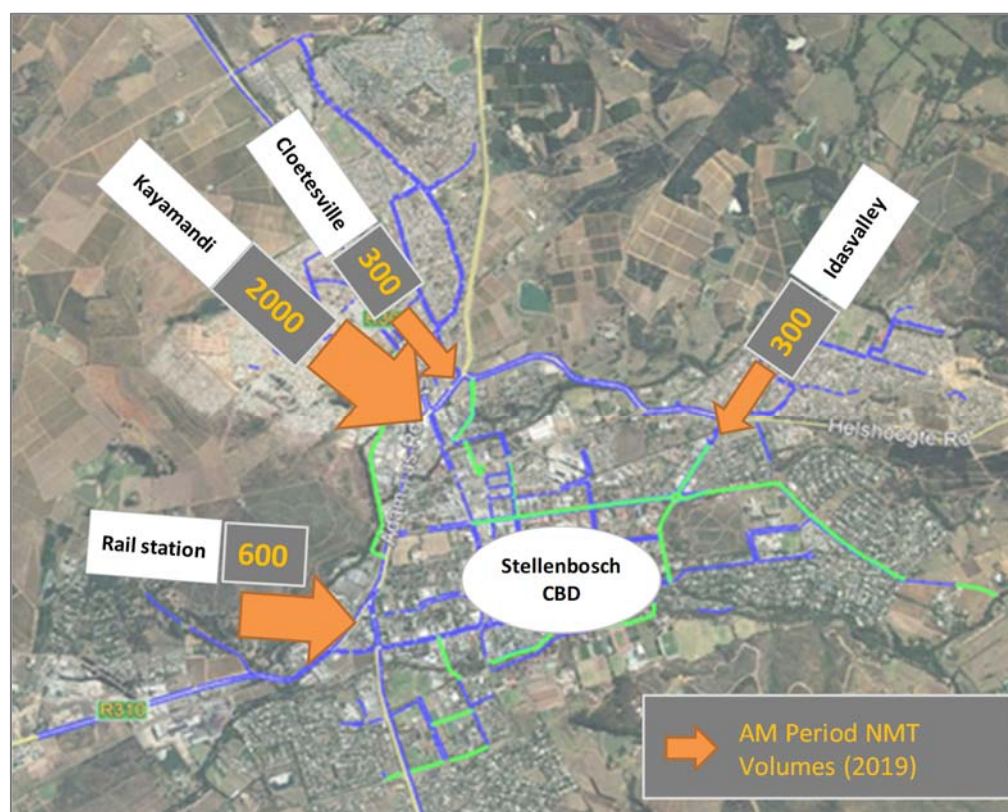 Cloetesville
300
Kayamandi
2000
Idasvalley
300
Helshoogte Rd
Rail station
600
Stellenbosch
CBD
R310
AM Period NMT
Volumes (2019)